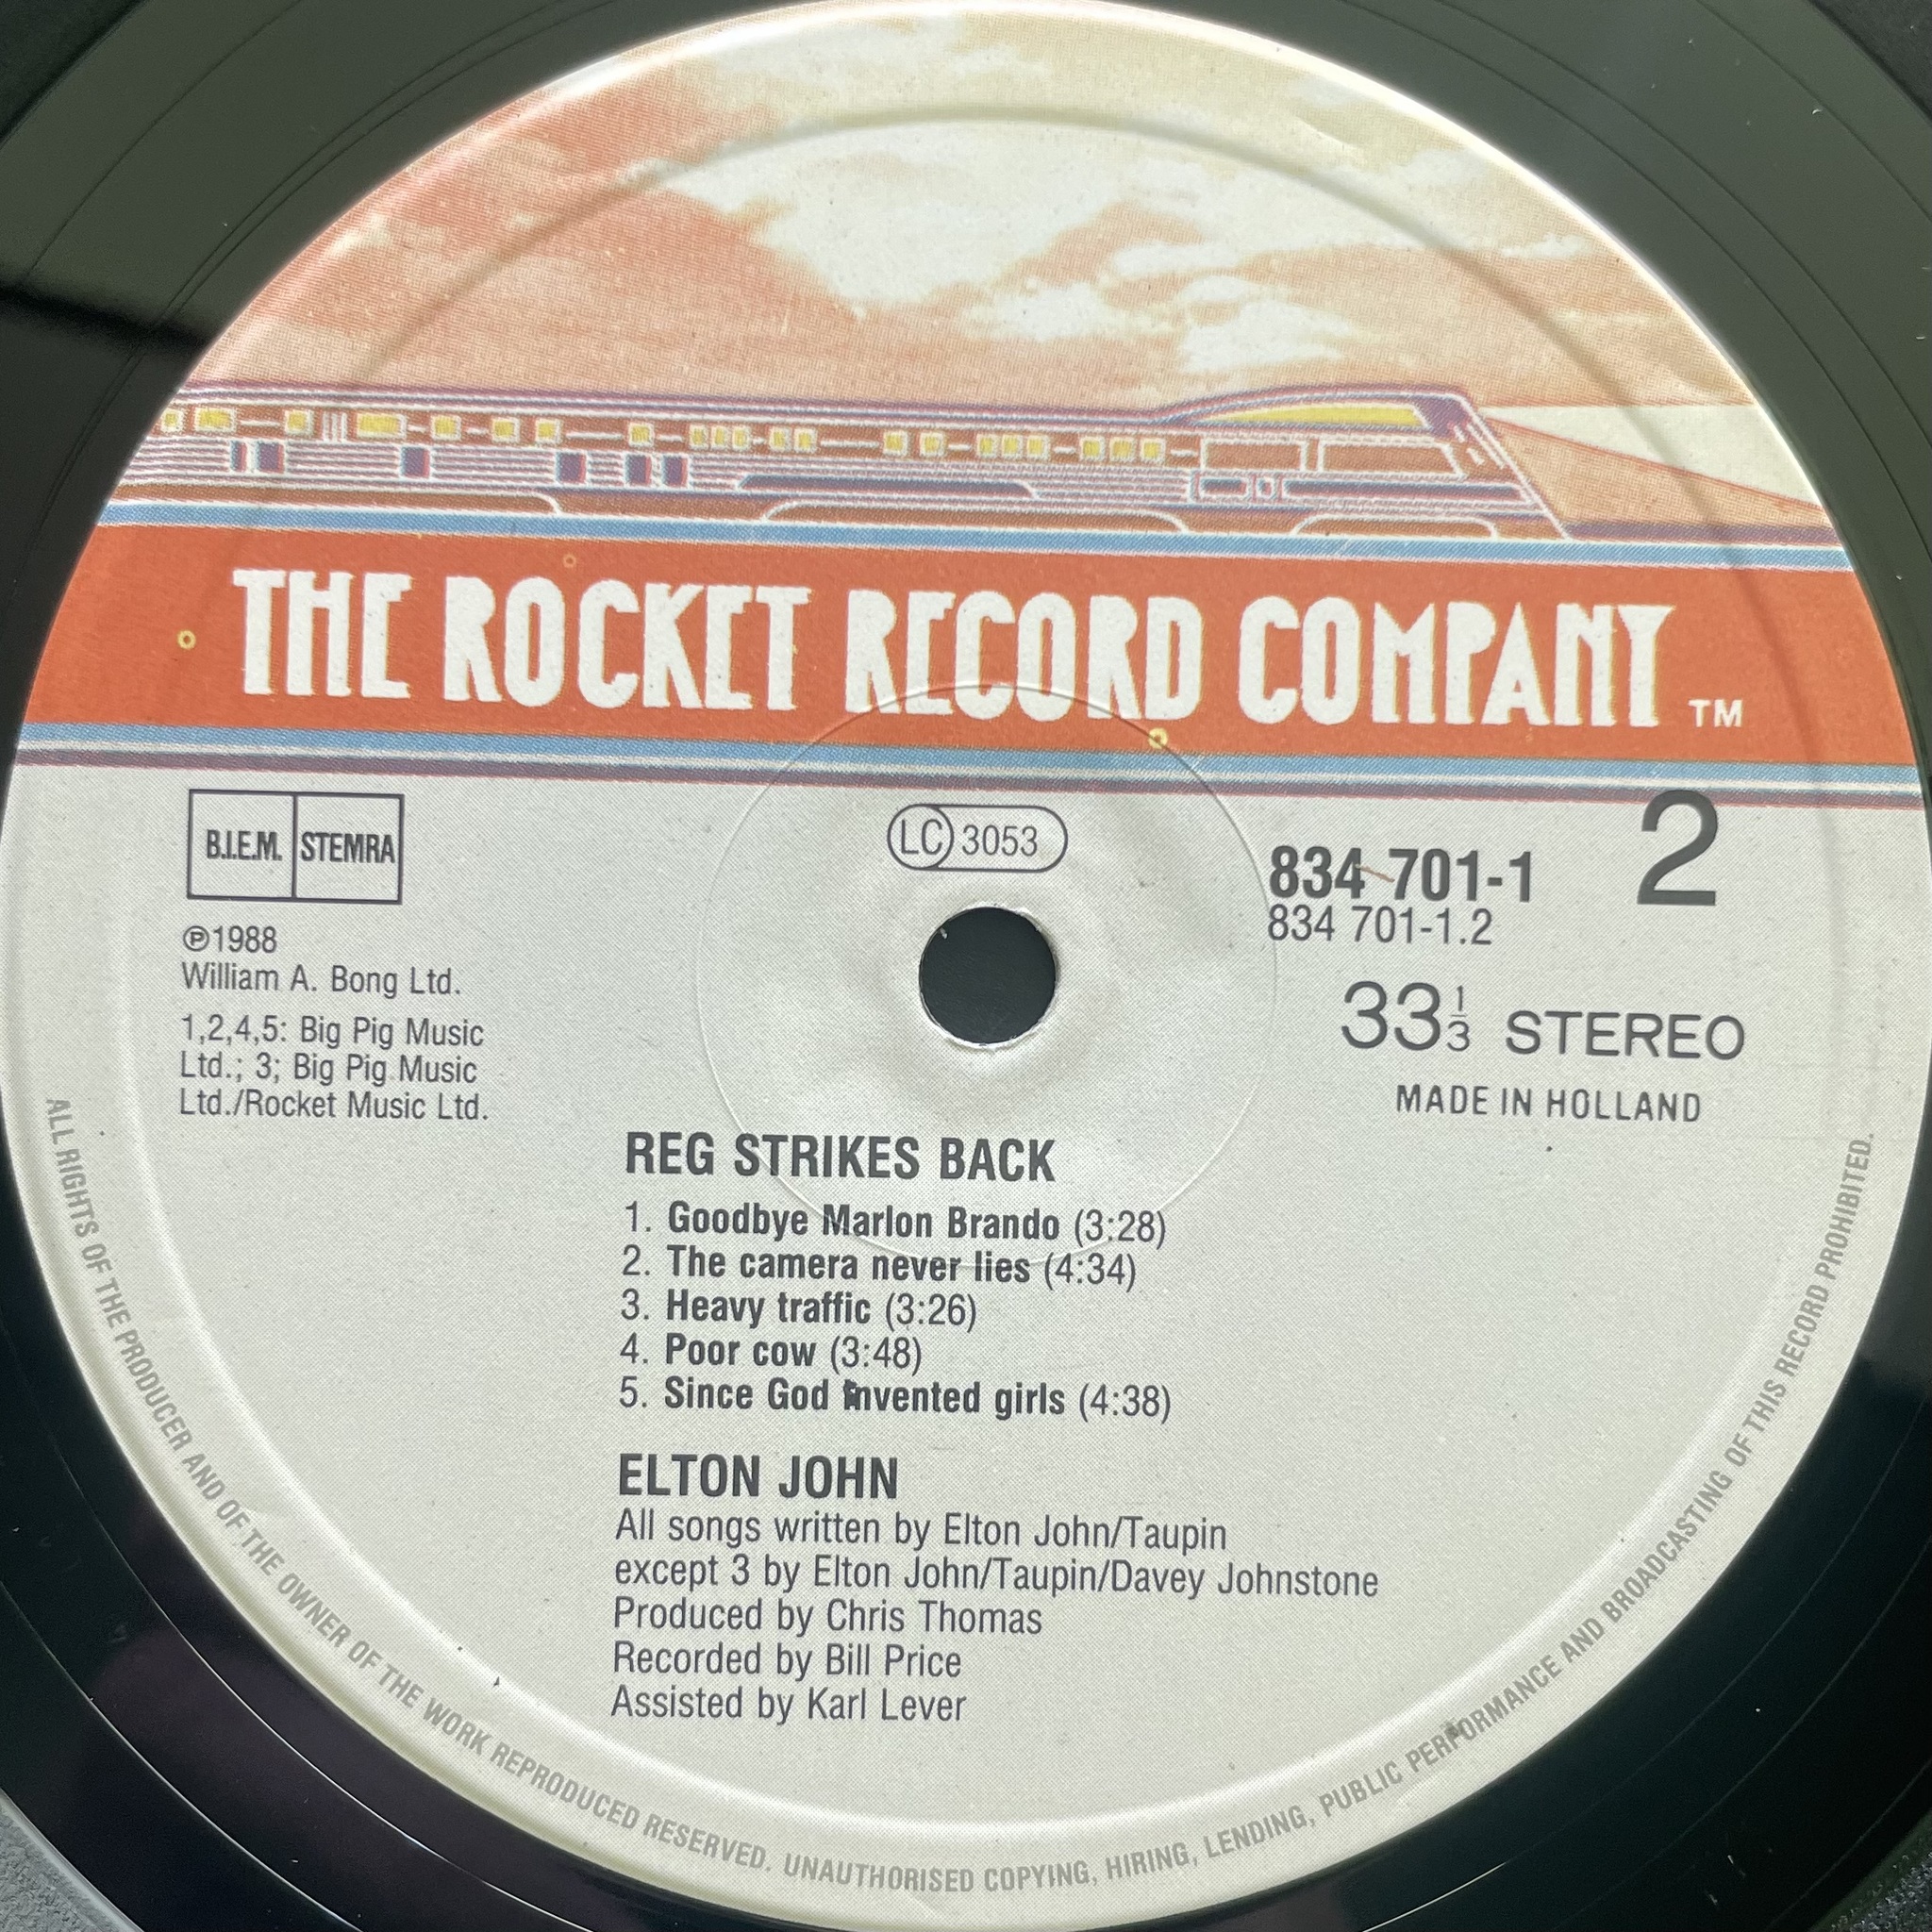 THE ROCKET RECORD COMPANY TM
B.I.E.M. STEMRA
LC 3053
834 701-1
2
834 701-1.2
℗1988
William A. Bong Ltd.
1,2,4,5: Big Pig Music
Ltd.; 3; Big Pig Music
Ltd./Rocket Music Ltd.
33⅓ STEREO
MADE IN HOLLAND
REG STRIKES BACK
1. Goodbye Marlon Brando (3:28)
2. The camera never lies (4:34)
3. Heavy traffic (3:26)
4. Poor cow (3:48)
5. Since God invented girls (4:38)
ELTON JOHN
All songs written by Elton John/Taupin
except 3 by Elton John/Taupin/Davey Johnstone
Produced by Chris Thomas
Recorded by Bill Price
Assisted by Karl Lever
ALL RIGHTS OF THE PRODUCER AND OF THE OWNER OF THE WORK REPRODUCED RESERVED. UNAUTHORISED COPYING, HIRING, LENDING, PUBLIC PERFORMANCE AND BROADCASTING OF THIS RECORD PROHIBITED.